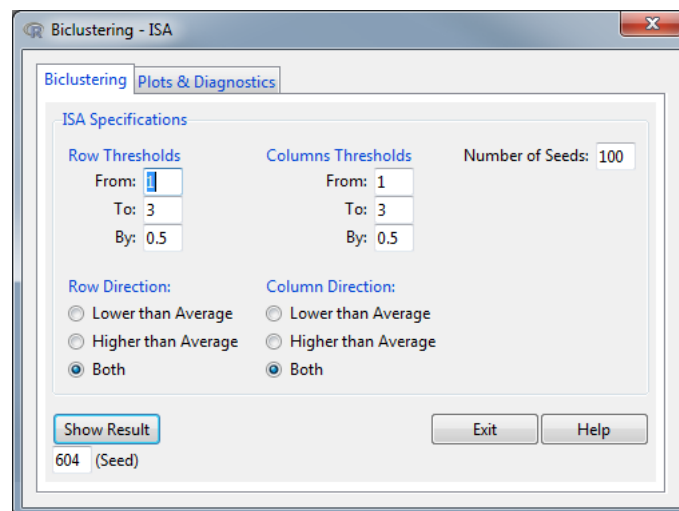 Biclustering - ISA
Biclustering Plots & Diagnostics
ISA Specifications
Row Thresholds Columns Thresholds Number of Seeds: 100
From: 1 From: 1
To: 3 To: 3
By: 0.5 By: 0.5
Row Direction: Column Direction:
Lower than Average Lower than Average
Higher than Average Higher than Average
Both Both
Show Result Exit Help
604 (Seed)